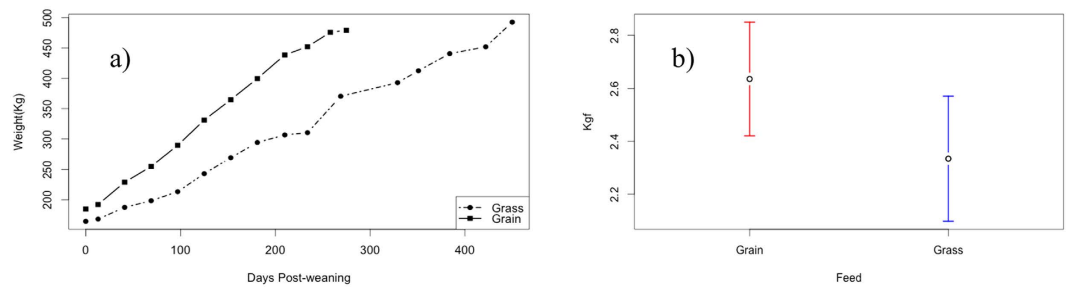 a)
Weight(Kg)
500
450
400
350
300
250
200
0 100 200 300 400
Days Post-weaning
Grass
Grain
b)
Kgf
2.8
2.6
2.4
2.2
Grain Grass
Feed